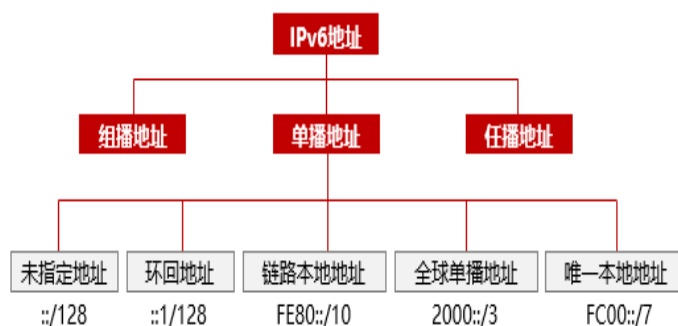 IPv6地址
组播地址
单播地址
任播地址
未指定地址
环回地址
链路本地地址
全球单播地址
唯一本地地址
::/128
::1/128
FE80::/10
2000::/3
FC00::/7